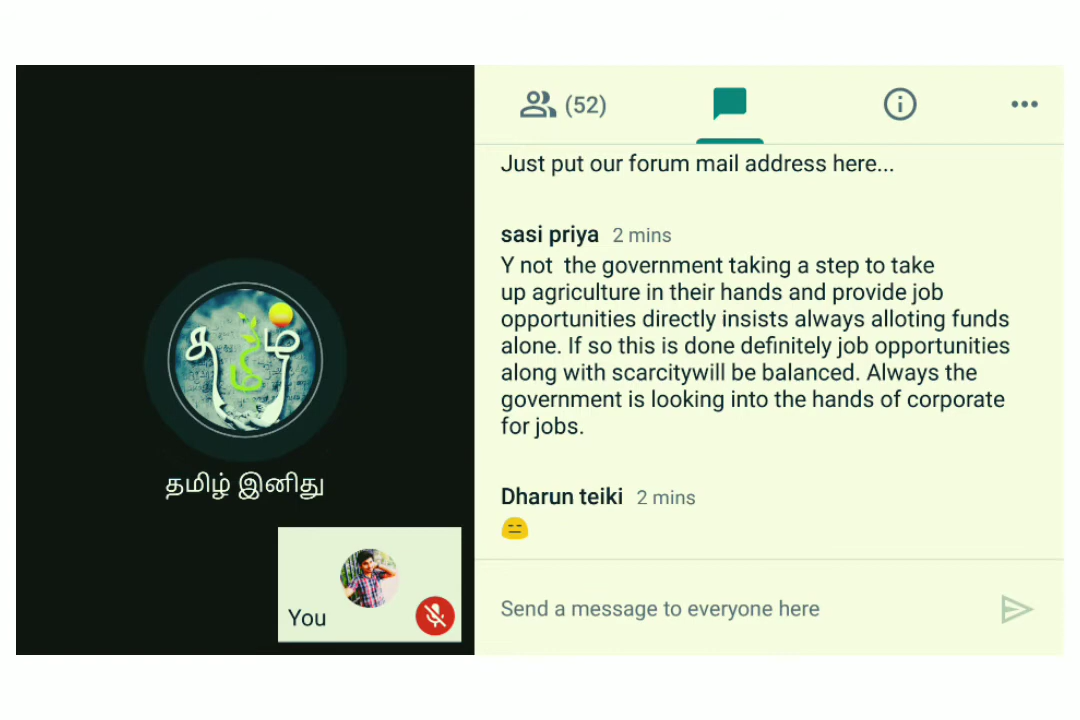 (52)
Just put our forum mail address here...
sasi priya 2 mins
Y not  the government taking a step to take
up agriculture in their hands and provide job
opportunities directly insists always alloting funds
alone. If so this is done definitely job opportunities
along with scarcitywill be balanced. Always the
government is looking into the hands of corporate
for jobs.
Dharun teiki 2 mins
😑
Send a message to everyone here
தமிழ்
தமிழ் இனிது
You